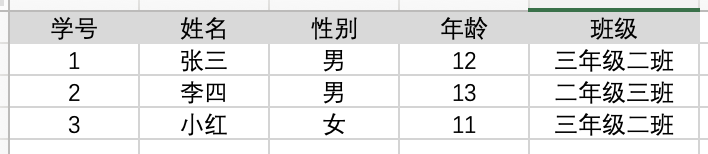 学号 姓名 性别 年龄 班级
1 张三 男 12 三年级二班
2 李四 男 13 二年级三班
3 小红 女 11 三年级二班